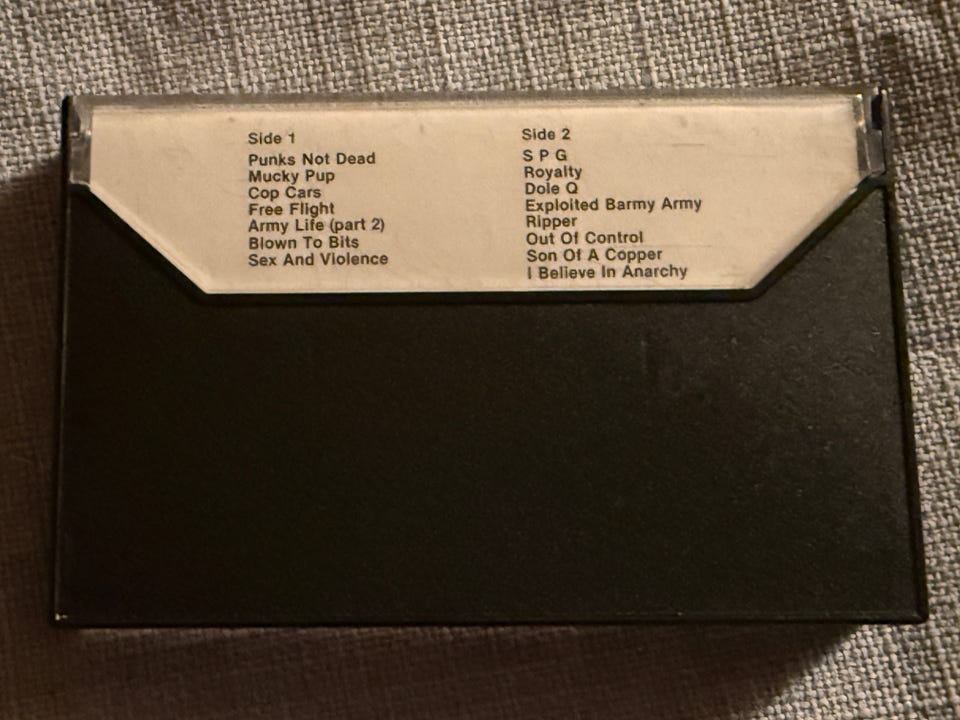 Side 1
Punks Not Dead
Mucky Pup
Cop Cars
Free Flight
Army Life (part 2)
Blown To Bits
Sex And Violence
Side 2
S P G
Royalty
Dole Q
Exploited Barmy Army
Ripper
Out Of Control
Son Of A Copper
I Believe In Anarchy